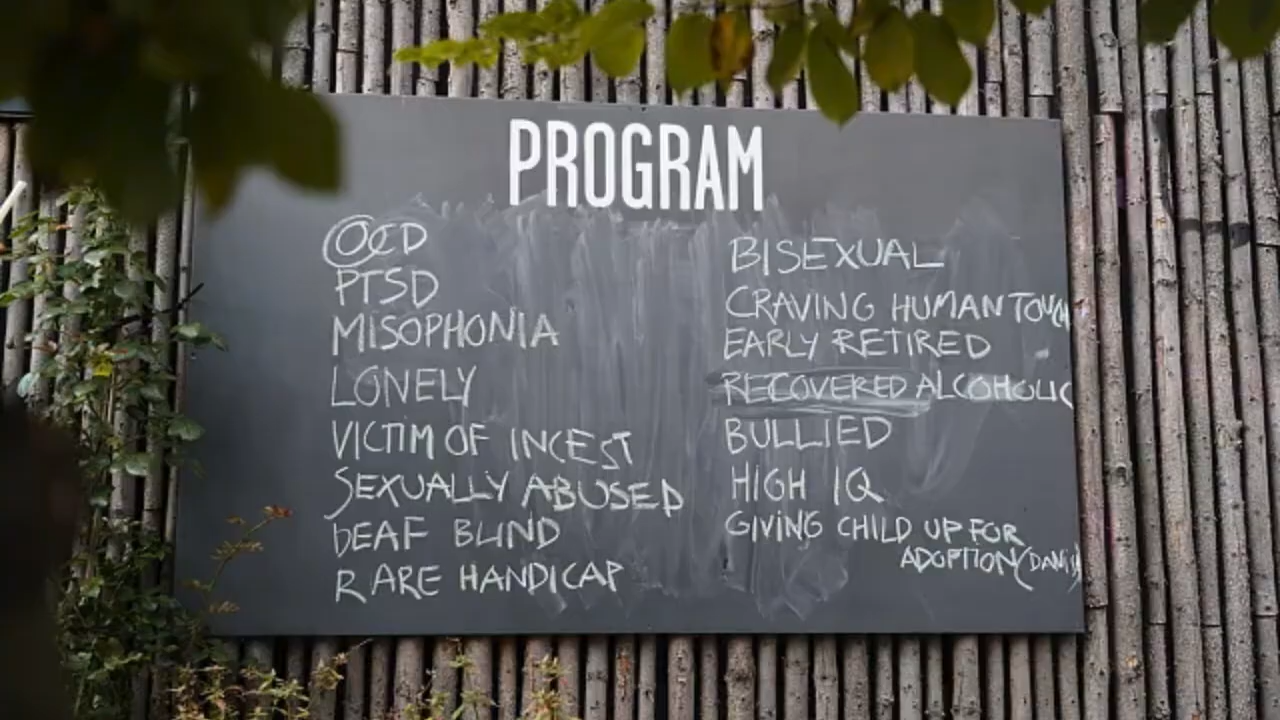 PROGRAM
OCD
PTSD
MISOPHONIA
LONELY
VICTIM OF INCEST
SEXUALLY ABUSED
DEAF BLIND
RARE HANDICAP
BISEXUAL
CRAVING HUMAN TOUCH
EARLY RETIRED
RECOVERED ALCOHOLIC
BULLIED
HIGH IQ
GIVING CHILD UP FOR
ADOPTION